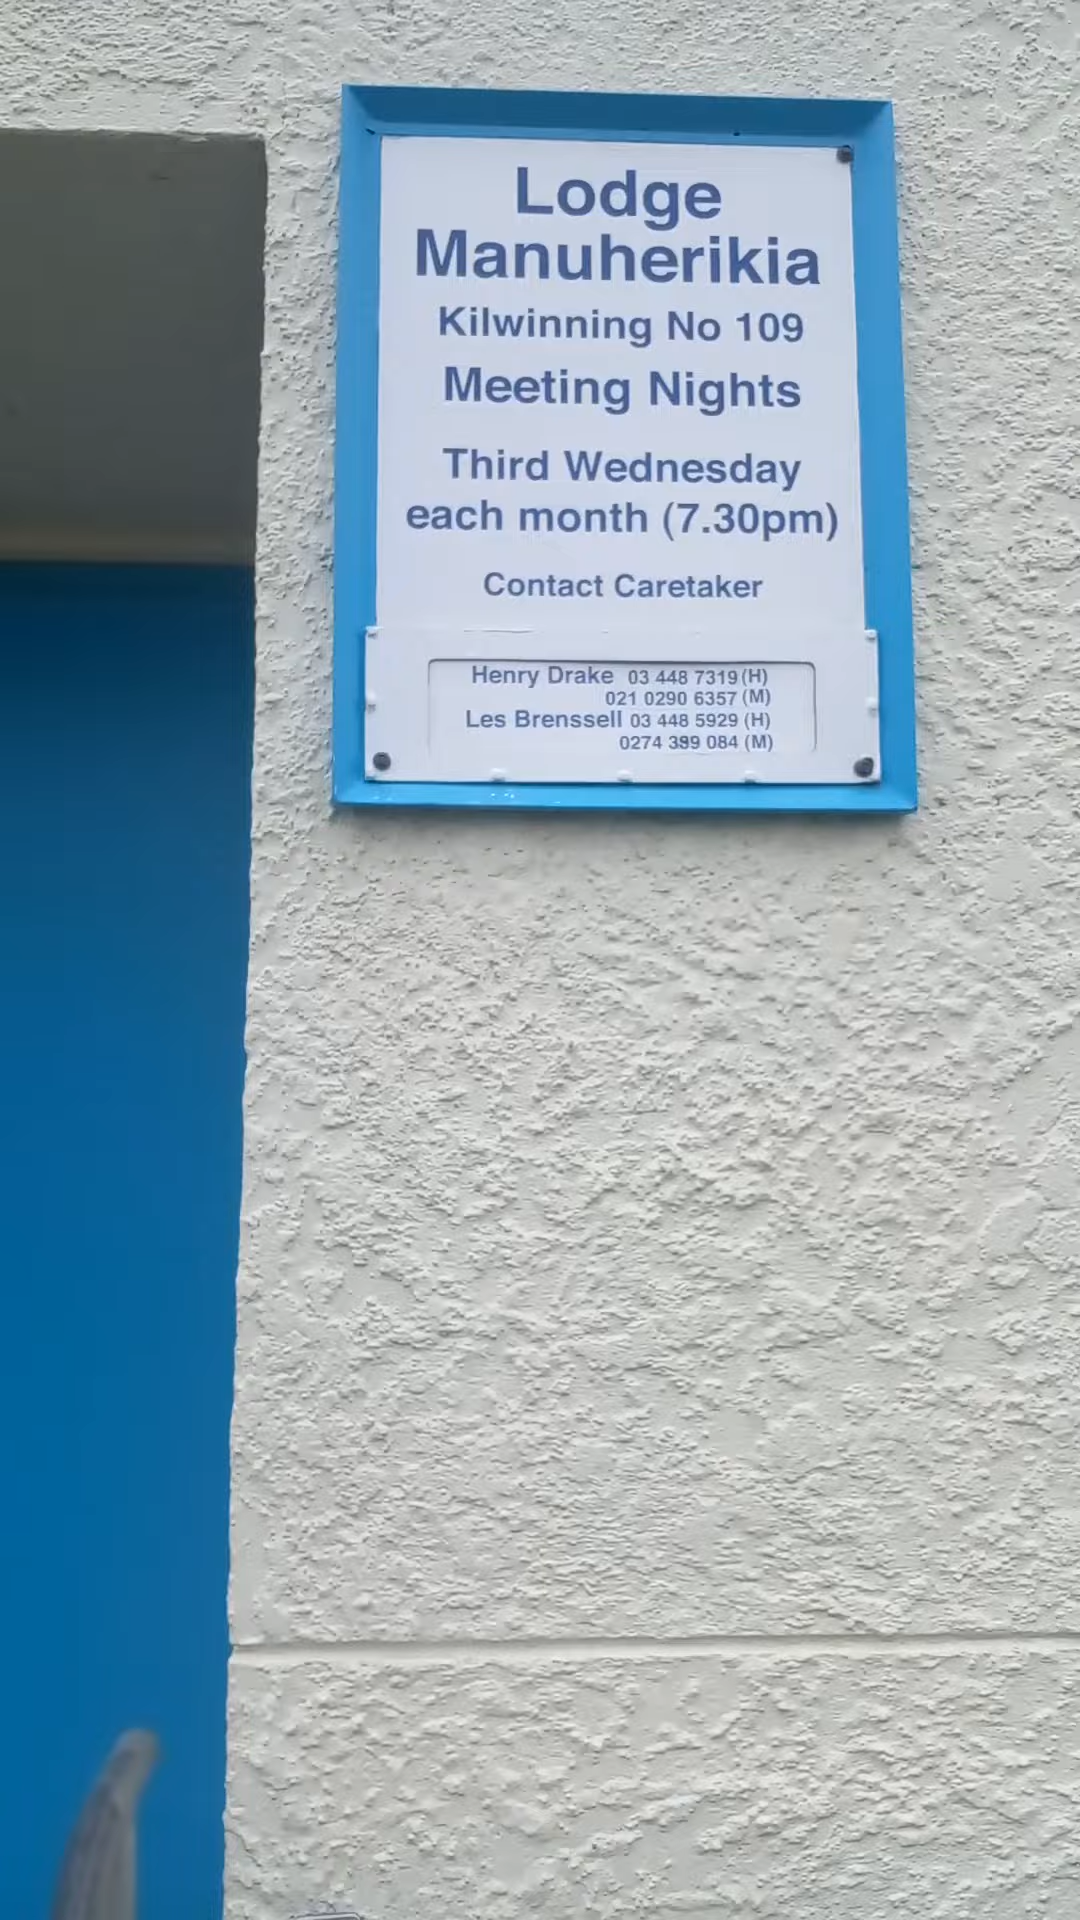 Lodge
Manuherikia
Kilwinning No 109
Meeting Nights
Third Wednesday
each month (7.30pm)
Contact Caretaker
Henry Drake 03 448 7319 (H)
021 0290 6357 (M)
Les Brenssell 03 448 5929 (H)
0274 399 084 (M)